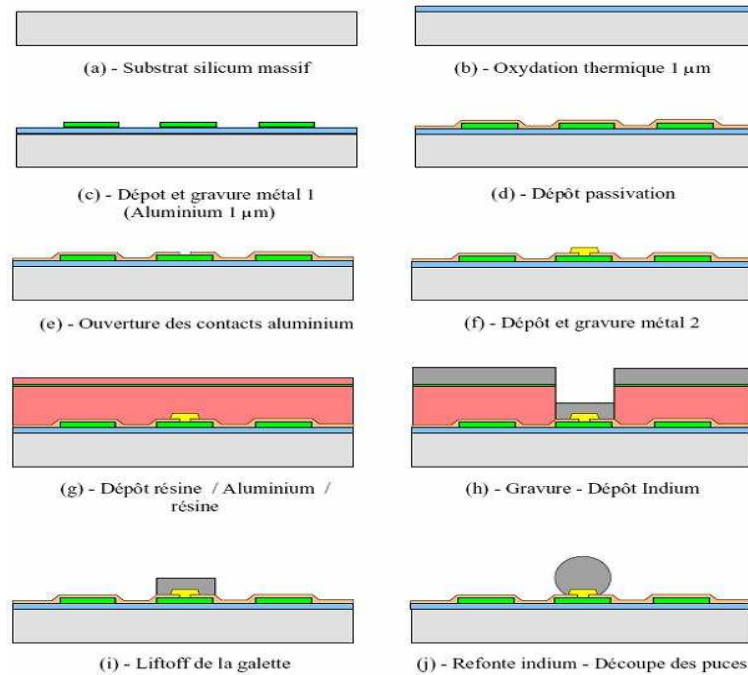 (a) - Substrat silicum massif
(b) - Oxydation thermique 1 µm
(c) - Dépot et gravure métal 1
(Aluminium 1 µm)
(d) - Dépôt passivation
(e) - Ouverture des contacts aluminium
(f) - Dépôt et gravure métal 2
(g) - Dépôt résine / Aluminium /
résine
(h) - Gravure - Dépôt Indium
(i) - Liftoff de la galette
(j) - Refonte indium - Découpe des puces